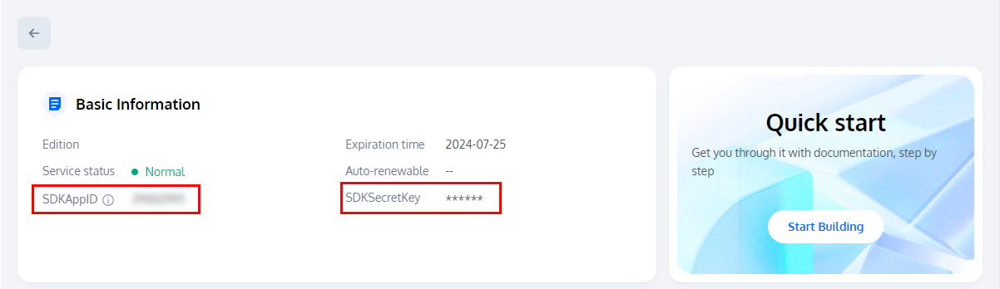 Basic Information
Edition
Expiration time 2024-07-25
Service status Normal
Auto-renewable --
SDKAppID
SDKSecretKey ******
Quick start
Get you through it with documentation, step by
step
Start Building